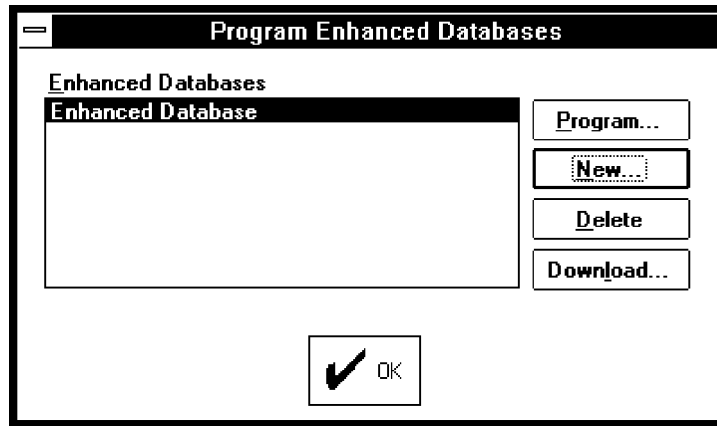 Program Enhanced Databases
Enhanced Databases
Enhanced Database
Program...
New...
Delete
Download...
OK